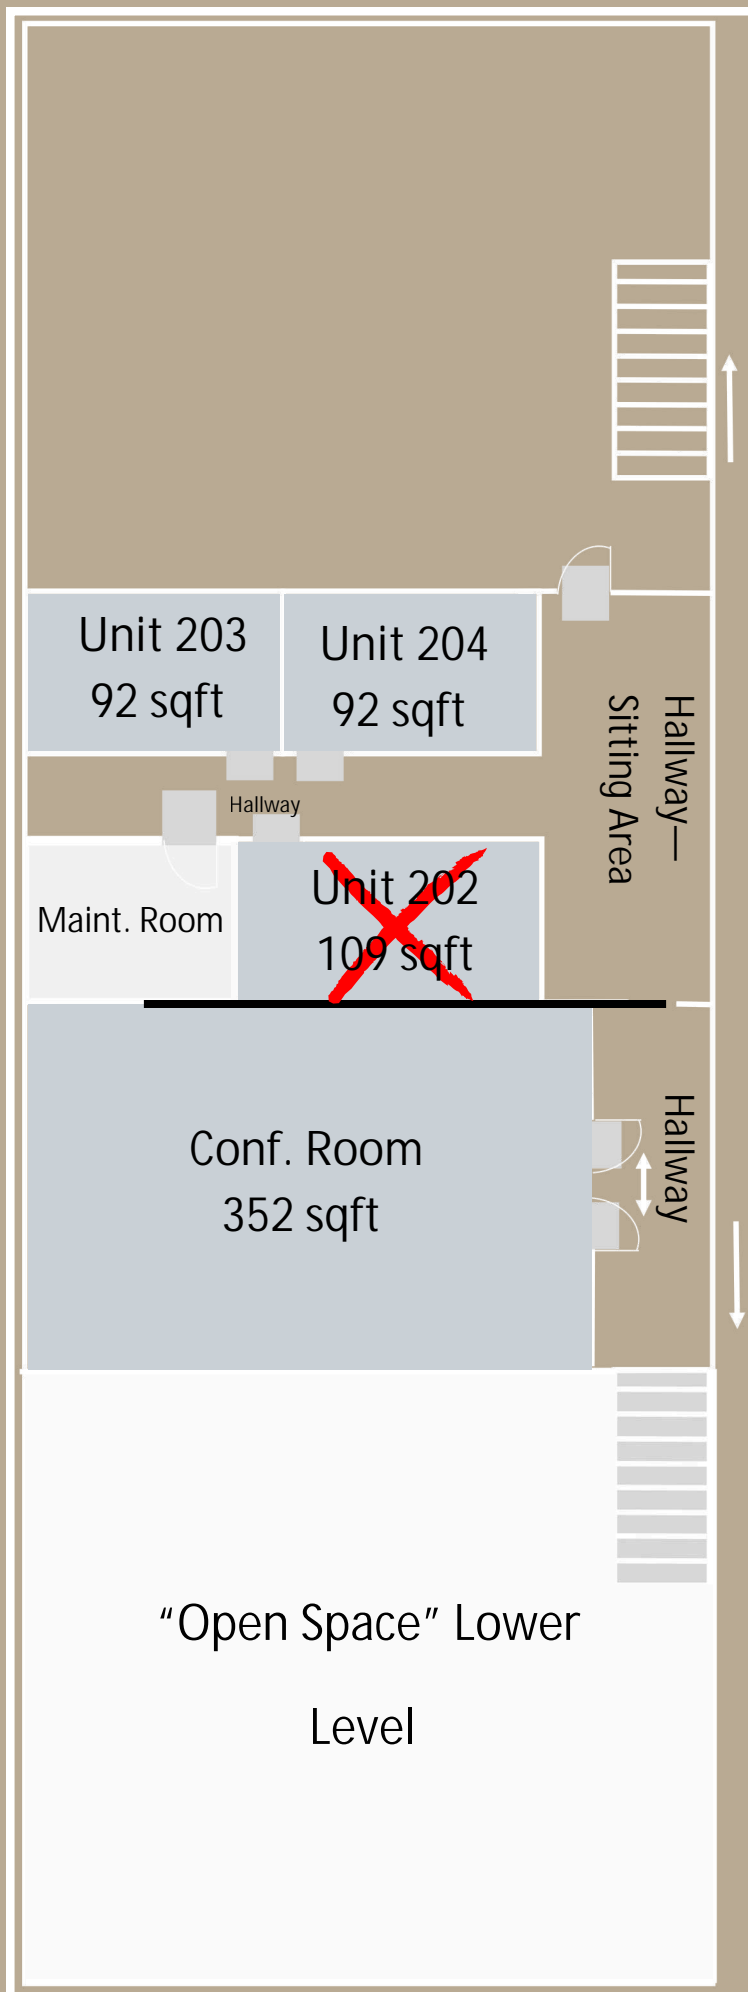 Unit 203
92 sqft
Unit 204
92 sqft
Hallway—
Sitting Area
Hallway
Maint. Room
Unit 202
109 sqft
Conf. Room
352 sqft
Hallway
“Open Space” Lower
Level